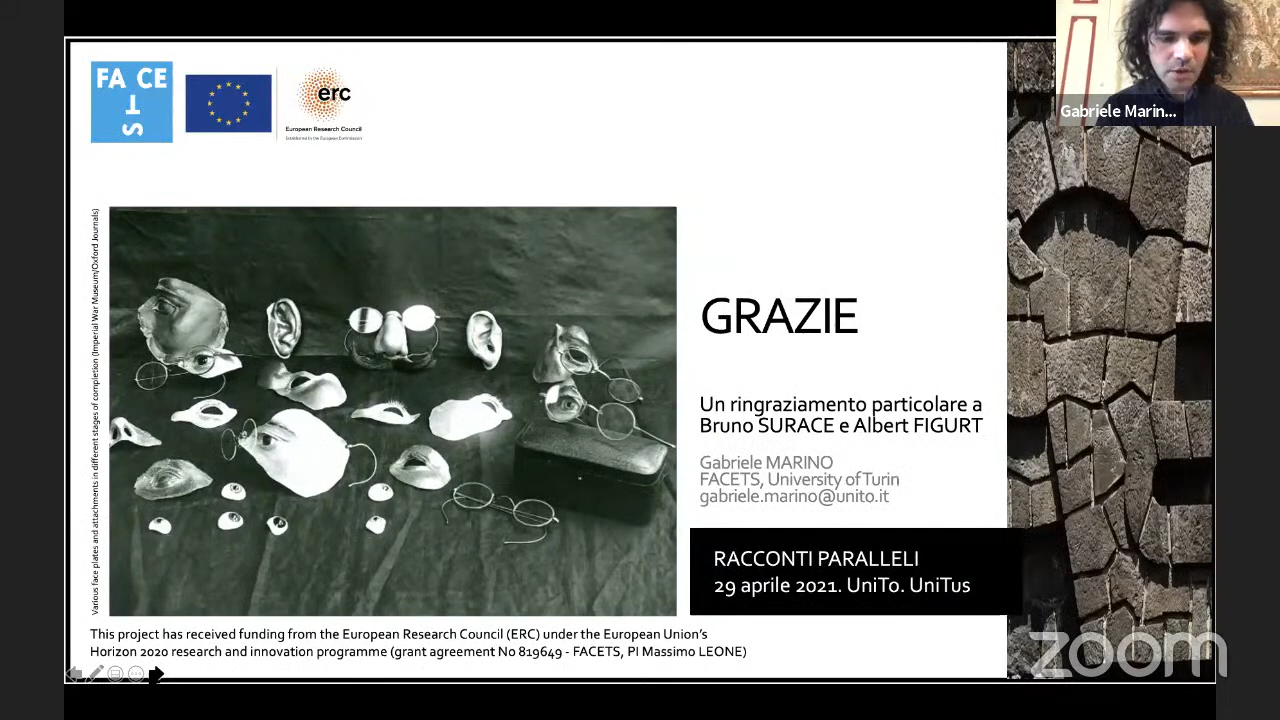 FA CE
T
S
erc
European Research Council
Established by the European Commission
Gabriele Marin...
Various face plates and attachments in different stages of completion (Imperial War Museum/Oxford Journals)
GRAZIE
Un ringraziamento particolare a
Bruno SURACE e Albert FIGURT
Gabriele MARINO
FACETS, University of Turin
gabriele.marino@unito.it
RACCONTI PARALLELI
29 aprile 2021. UniTo. UniTus
This project has received funding from the European Research Council (ERC) under the European Union's
Horizon 2020 research and innovation programme (grant agreement No 819649 - FACETS, PI Massimo LEONE)
zoom